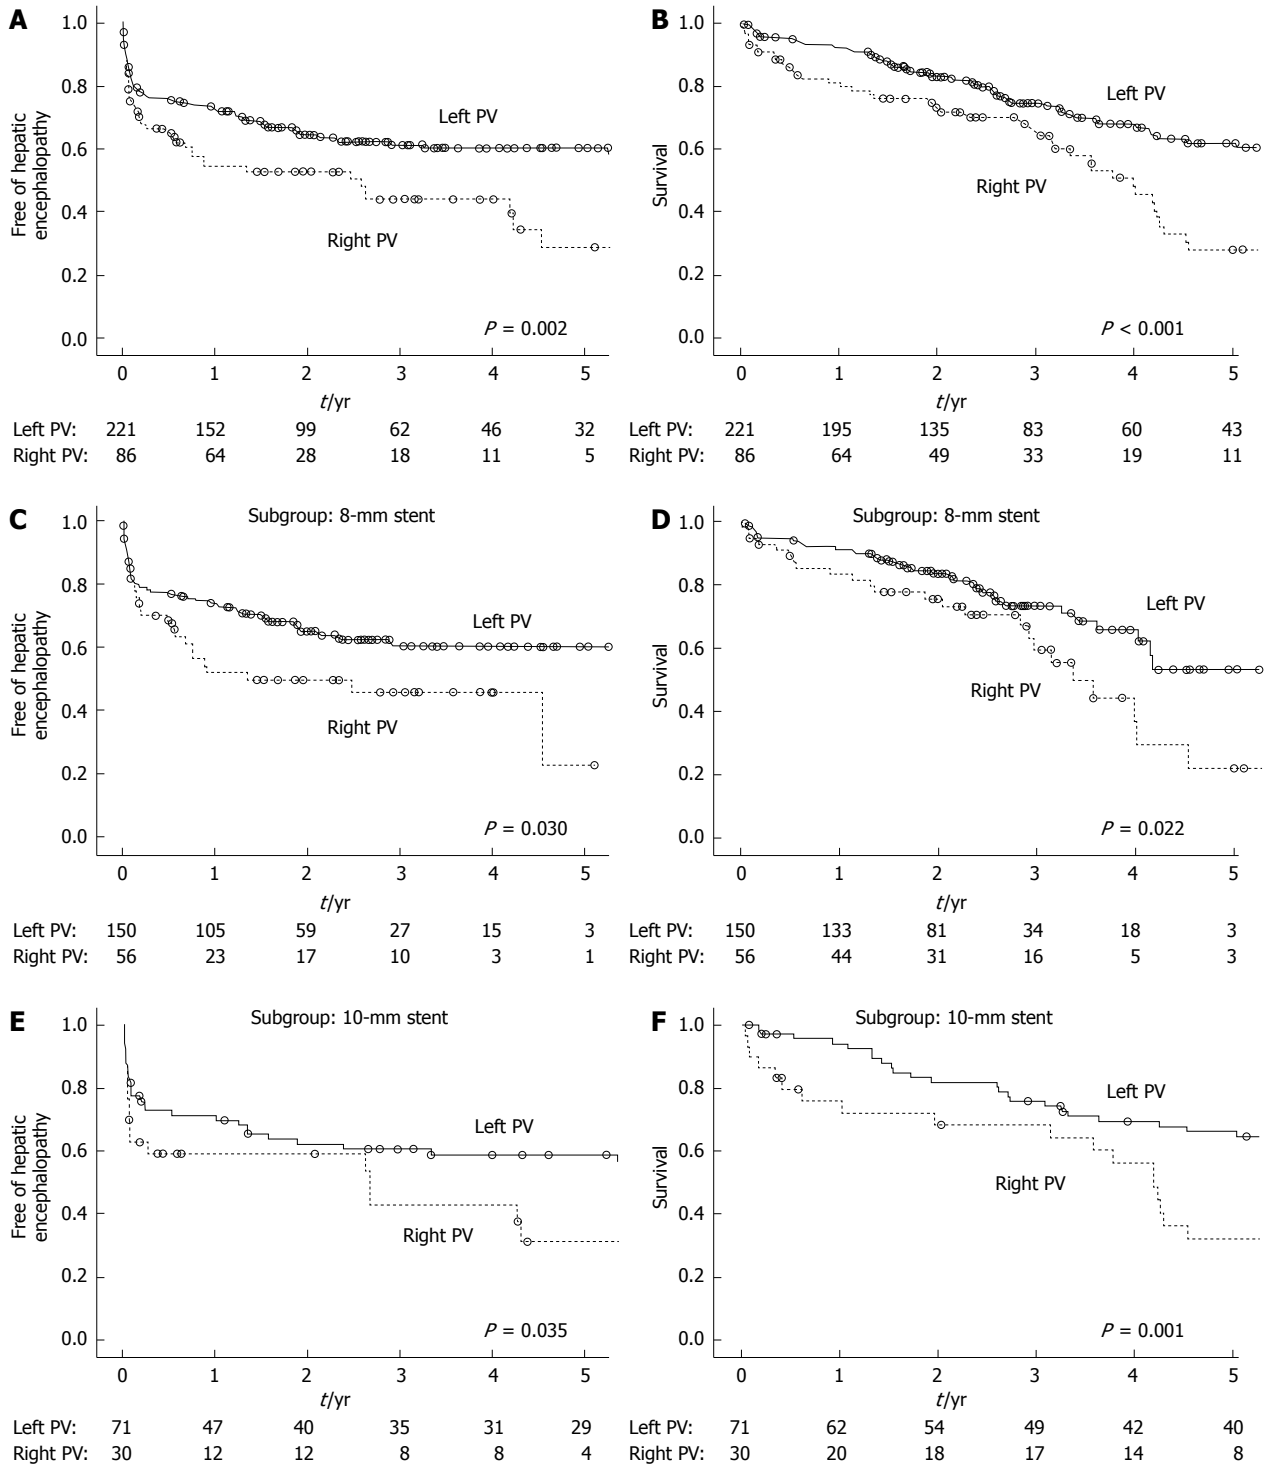 A
1.0
0.8
0.6
0.4
0.2
0.0
Free of hepatic
encephalopathy
Left PV
Right PV
P = 0.002
0 1 2 3 4 5
t/yr
Left PV: 221 152 99 62 46 32
Right PV: 86 64 28 18 11 5
B
1.0
0.8
0.6
0.4
0.2
0.0
Survival
Left PV
Right PV
P < 0.001
0 1 2 3 4 5
t/yr
Left PV: 221 195 135 83 60 43
Right PV: 86 64 49 33 19 11
C
Subgroup: 8-mm stent
1.0
0.8
0.6
0.4
0.2
0.0
Free of hepatic
encephalopathy
Left PV
Right PV
P = 0.030
0 1 2 3 4 5
t/yr
Left PV: 150 105 59 27 15 3
Right PV: 56 23 17 10 3 1
D
Subgroup: 8-mm stent
1.0
0.8
0.6
0.4
0.2
0.0
Survival
Left PV
Right PV
P = 0.022
0 1 2 3 4 5
t/yr
Left PV: 150 133 81 34 18 3
Right PV: 56 44 31 16 5 3
E
Subgroup: 10-mm stent
1.0
0.8
0.6
0.4
0.2
0.0
Free of hepatic
encephalopathy
Left PV
Right PV
P = 0.035
0 1 2 3 4 5
t/yr
Left PV: 71 47 40 35 31 29
Right PV: 30 12 12 8 8 4
F
Subgroup: 10-mm stent
1.0
0.8
0.6
0.4
0.2
0.0
Survival
Left PV
Right PV
P = 0.001
0 1 2 3 4 5
t/yr
Left PV: 71 62 54 49 42 40
Right PV: 30 20 18 17 14 8